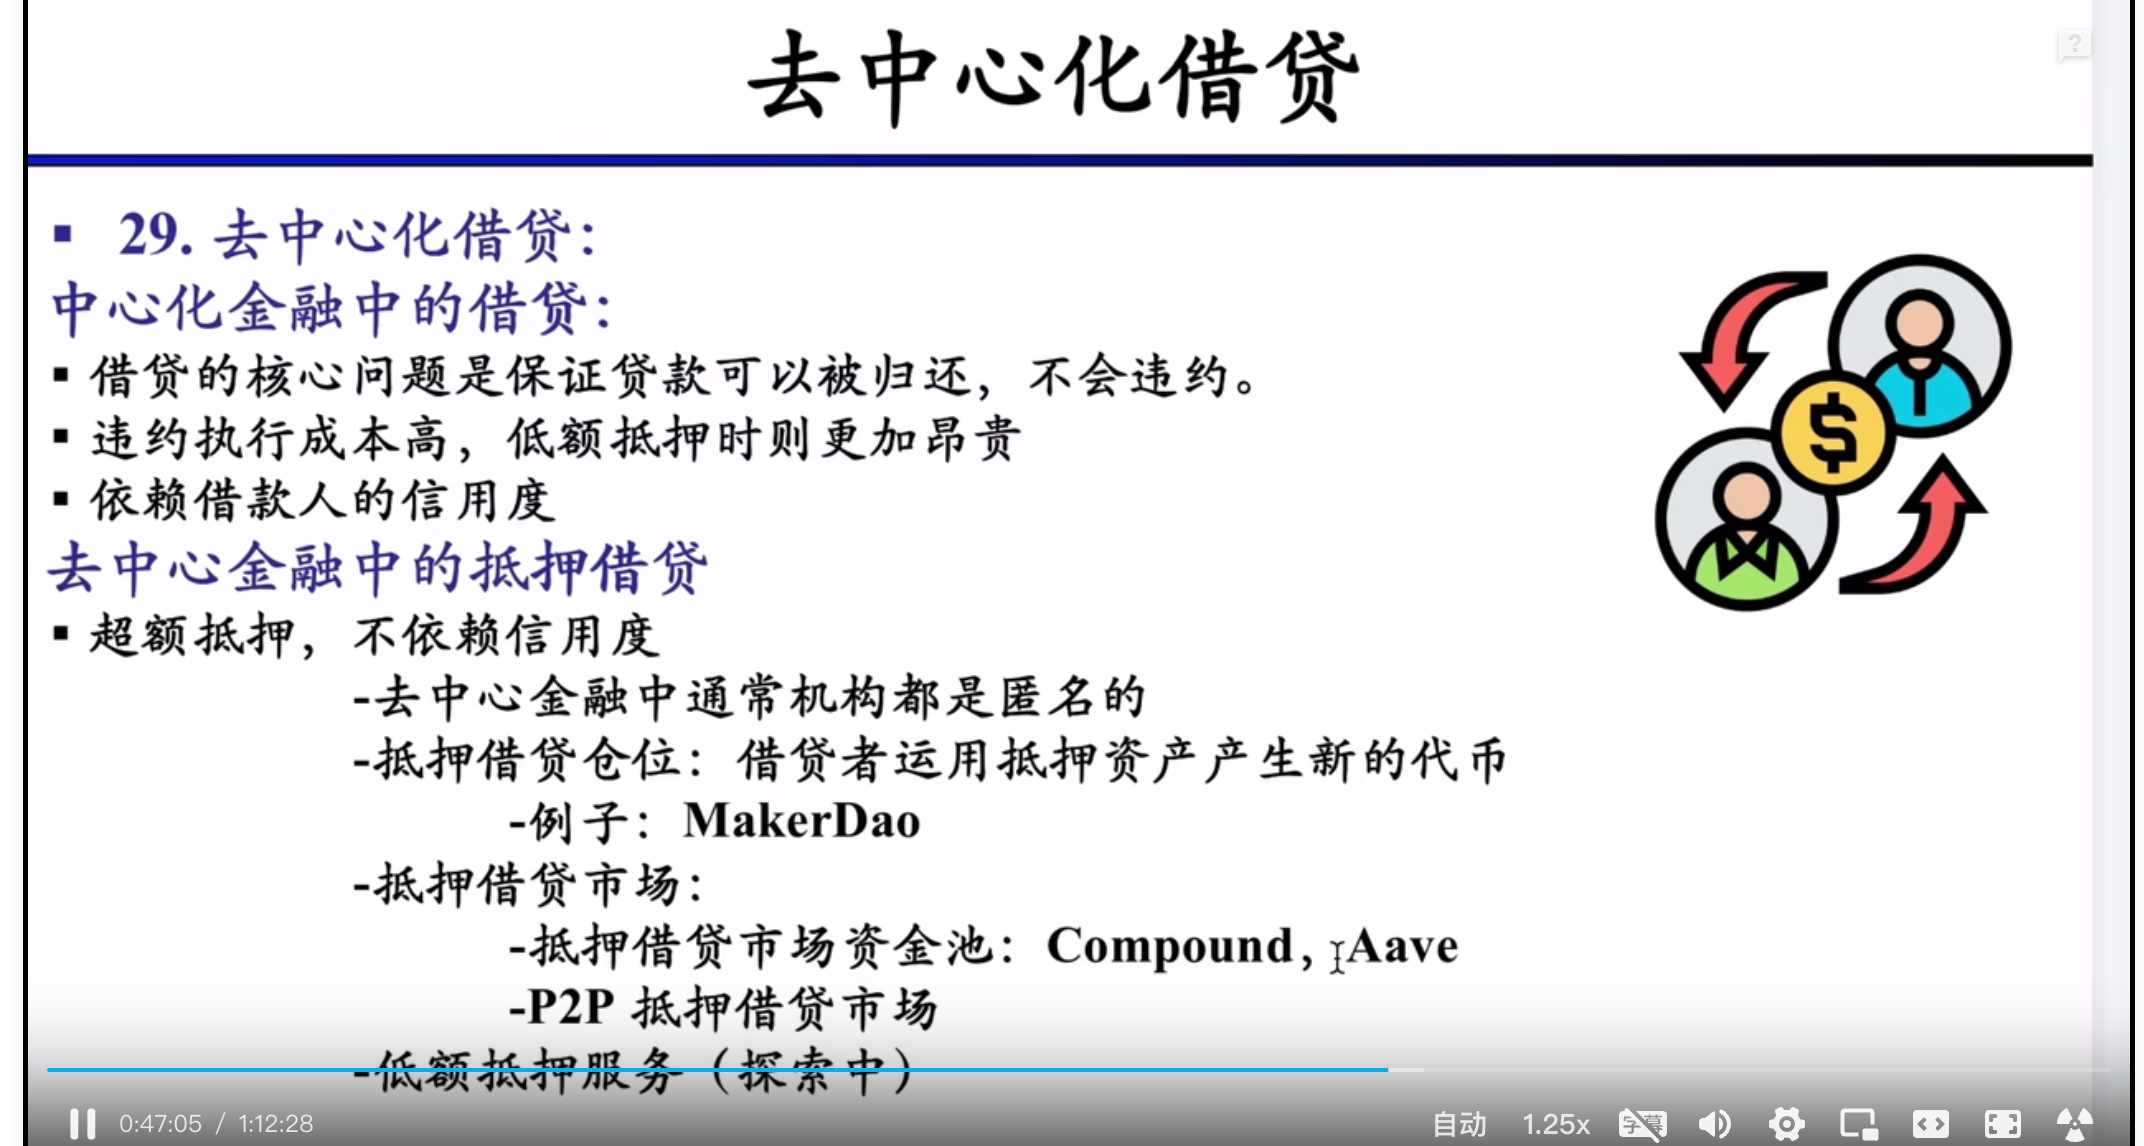 去中心化借贷
?
▪ 29. 去中心化借贷：
中心化金融中的借贷：
▪ 借贷的核心问题是保证贷款可以被归还，不会违约。
▪ 违约执行成本高，低额抵押时则更加昂贵
▪ 依赖借款人的信用度
$
去中心金融中的抵押借贷
▪ 超额抵押，不依赖信用度
-去中心金融中通常机构都是匿名的
-抵押借贷仓位：借贷者运用抵押资产产生新的代币
-例子：MakerDao
-抵押借贷市场：
-抵押借贷市场资金池：Compound，Aave
-P2P 抵押借贷市场
-低额抵押服务（探索中）
0:47:05 / 1:12:28
自动
1.25x
字幕